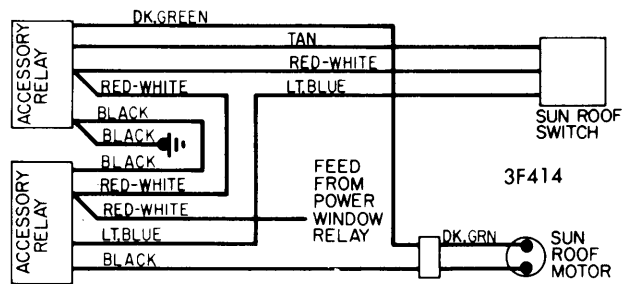 DK.GREEN
ACCESSORY
RELAY
TAN
RED-WHITE
RED-WHITE
LT.BLUE
BLACK
BLACK
BLACK
SUN ROOF
SWITCH
ACCESSORY
RELAY
RED-WHITE
RED-WHITE
FEED
FROM
POWER
WINDOW
RELAY
3F414
LT.BLUE
BLACK
DK,GRN
SUN
ROOF
MOTOR